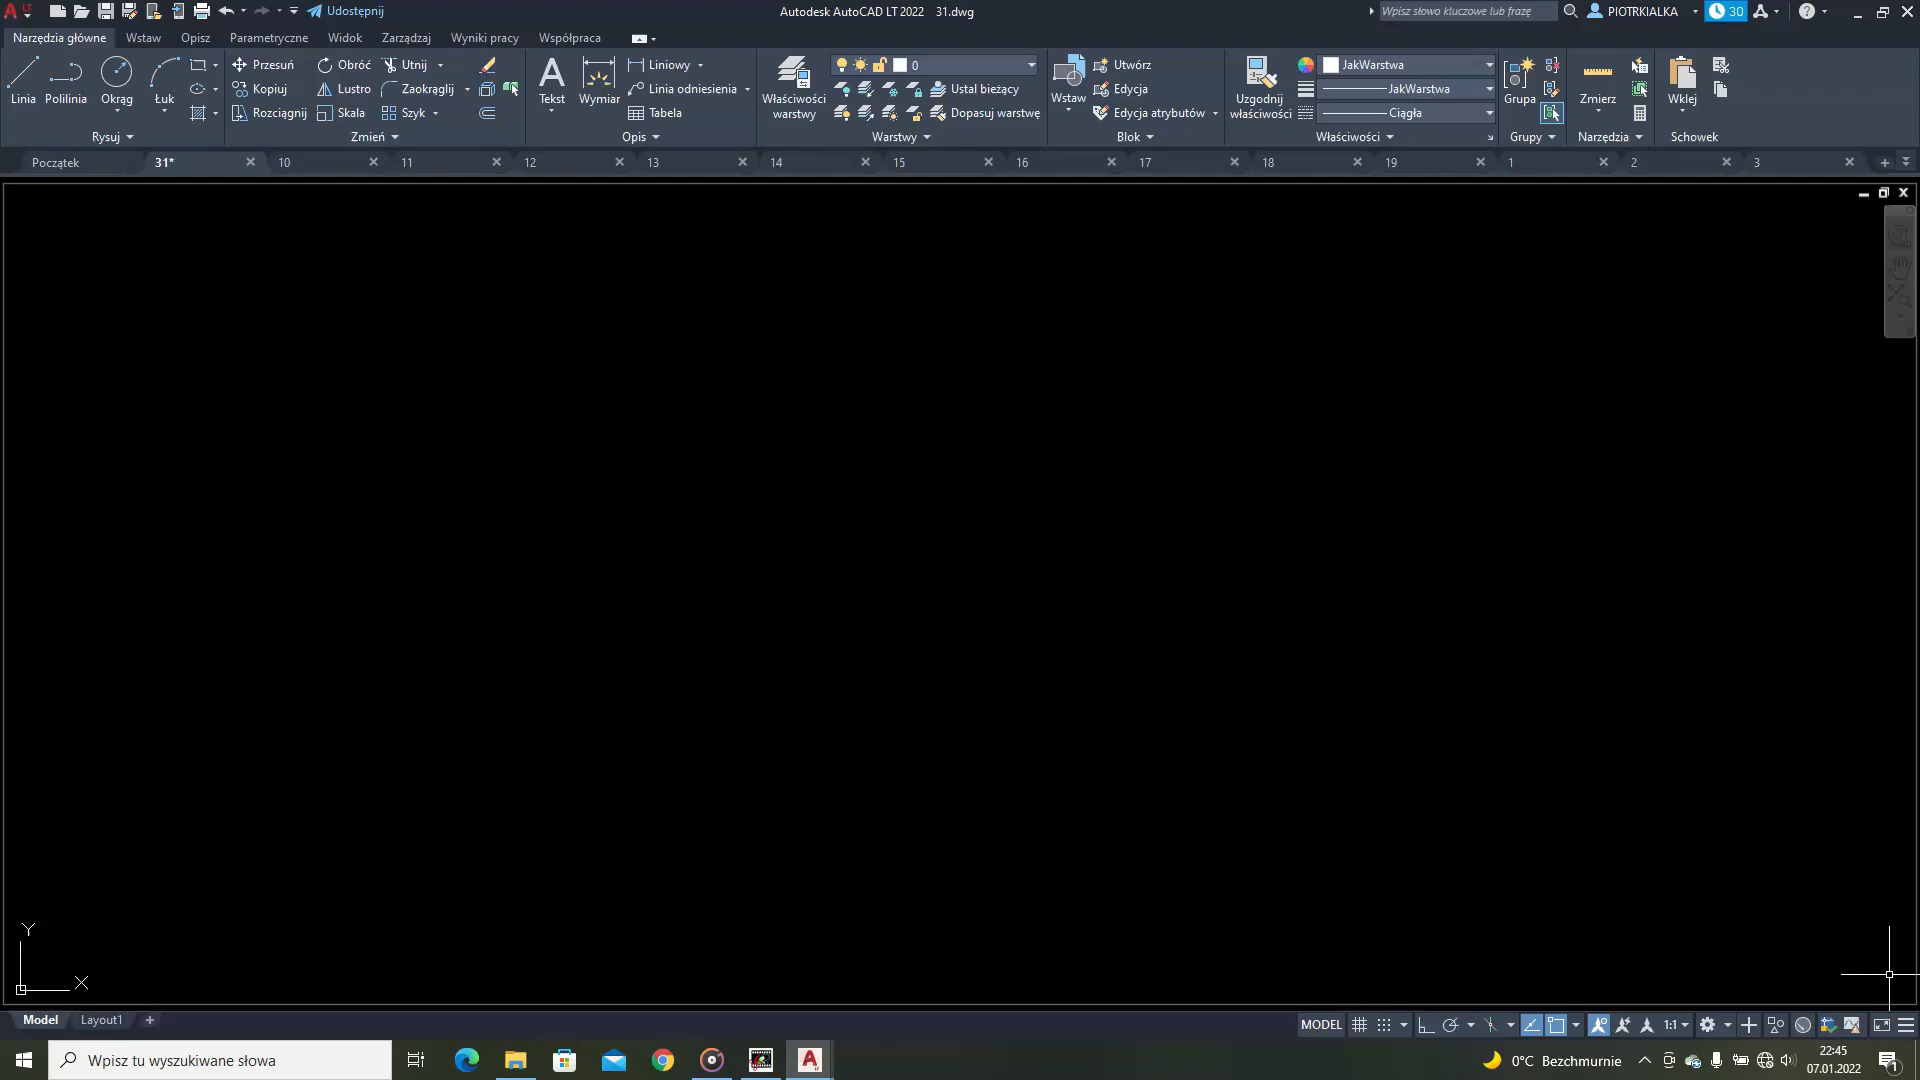 LT Udostępnij Autodesk AutoCAD LT 2022 31.dwg Wpisz słowo kluczowe lub frazę PIOTRKIALKA 30
Narzędzia główne Wstaw Opisz Parametryczne Widok Zarządzaj Wyniki pracy Współpraca
Przesuń Obróć Utnij Liniowy 0 Utwórz JakWarstwa
Kopiuj Lustro Zaokrąglij Linia odniesienia Ustal bieżący Edycja JakWarstwa
Linia Polilinia Okrąg Łuk Tekst Wymiar Właściwości warstwy Wstaw Uzgodnij właściwości Grupa Zmierz Wklej
Rozciągnij Skala Szyk Tabela Dopasuj warstwę Edycja atrybutów Ciągła
Rysuj Zmień Opis Warstwy Blok Właściwości Grupy Narzędzia Schowek
Początek 31* 10 11 12 13 14 15 16 17 18 19 1 2 3
Y
X
Model Layout1 MODEL 1:1
Wpisz tu wyszukiwane słowa 0°C Bezchmurnie 22:45
07.01.2022 1